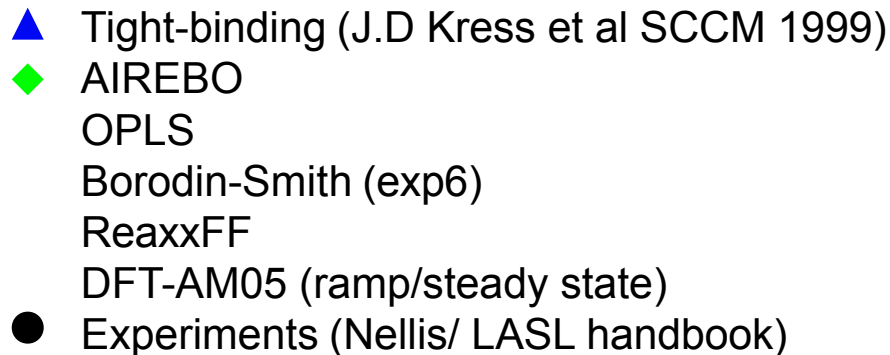 Tight-binding (J.D Kress et al SCCM 1999)
AIREBO
OPLS
Borodin-Smith (exp6)
ReaxxFF
DFT-AM05 (ramp/steady state)
Experiments (Nellis/ LASL handbook)